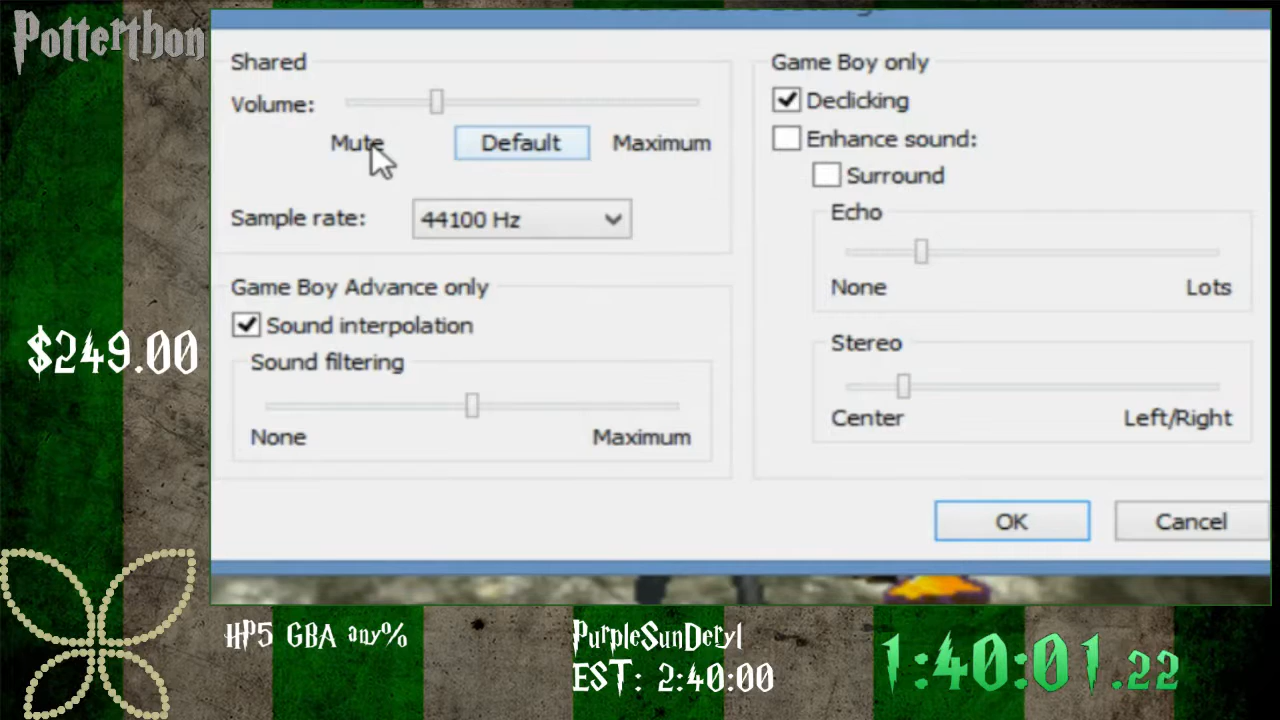 Potterthon
Shared
Volume:
Mute
Default
Maximum
Sample rate:
44100 Hz
Game Boy Advance only
Sound interpolation
Sound filtering
None
Maximum
Game Boy only
Declicking
Enhance sound:
Surround
Echo
None
Lots
Stereo
Center
Left/Right
OK
Cancel
$249.00
HP5 GBA any%
PurpleSunDeryl
EST: 2:40:00
1:40:01.22